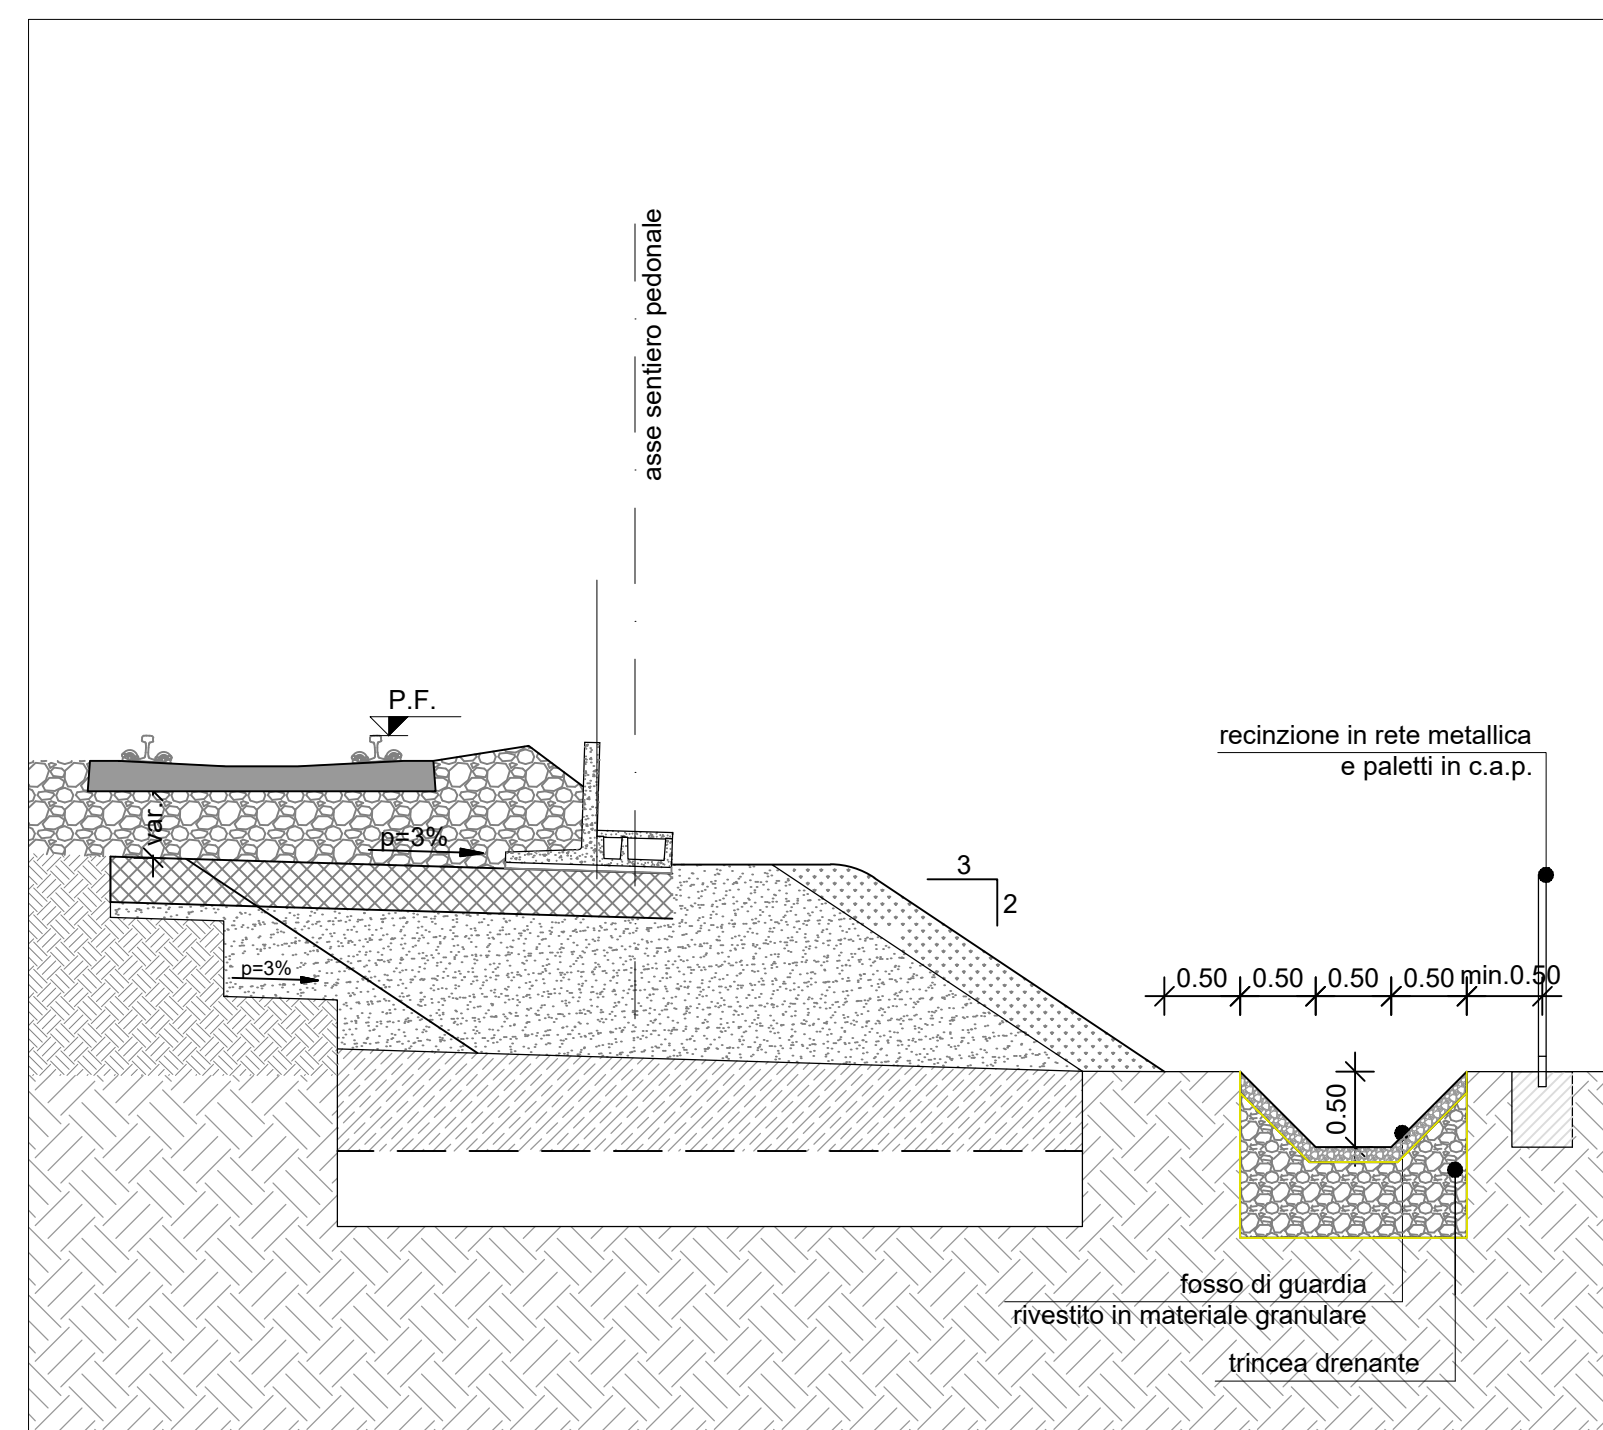 asse sentiero pedonale
P.F.
recinzione in rete metallica
e paletti in c.a.p.
var.
p=3%
3
2
p=3%
0.50 0.50 0.50 0.50 min.0.50
0.50
fosso di guardia
rivestito in materiale granulare
trincea drenante